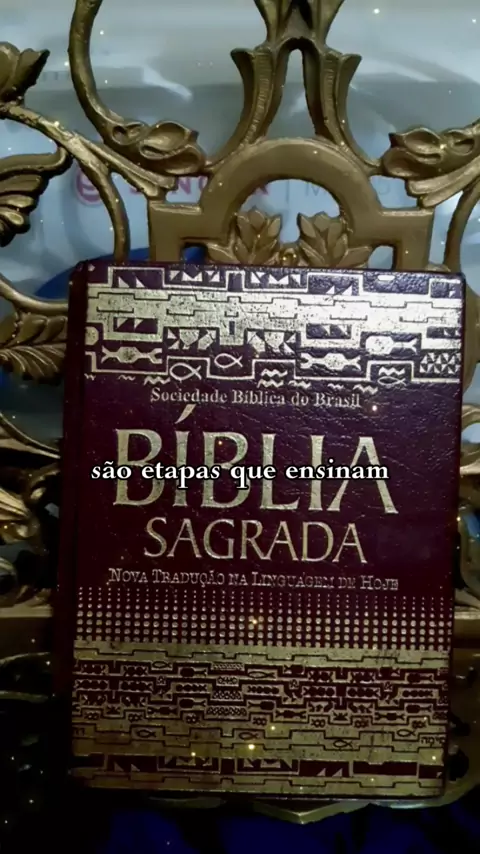 Sociedade Bíblica do Brasil
BÍBLIA
são etapas que ensinam
SAGRADA
NOVA TRADUÇÃO NA LINGUAGEM DE HOJE